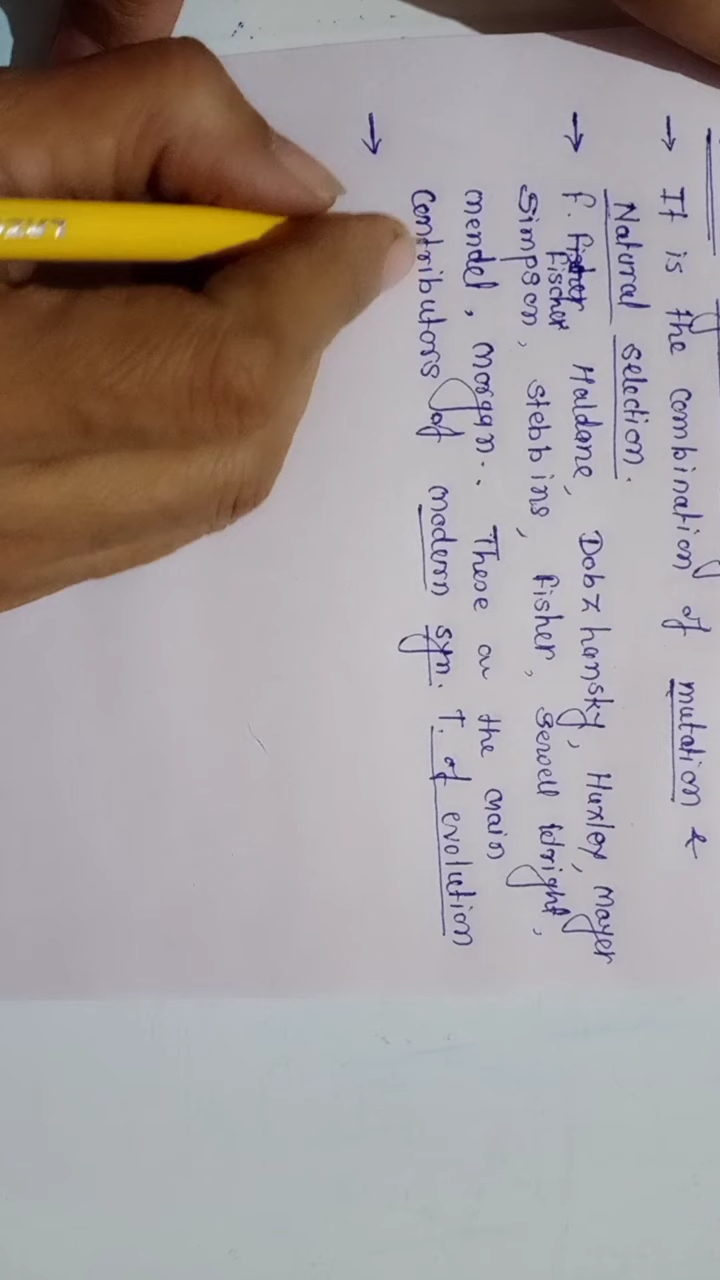 → It is the combination of mutation &
Natural selection.
→ F. Fisher Haldane, Dobzhansky, Huxley, Mayer
Fischer
Simpson, Stebbins, Fisher, Sewell Wright,
mendel, morgan. These are the main
contributors of modern syn. T. of evolution
→